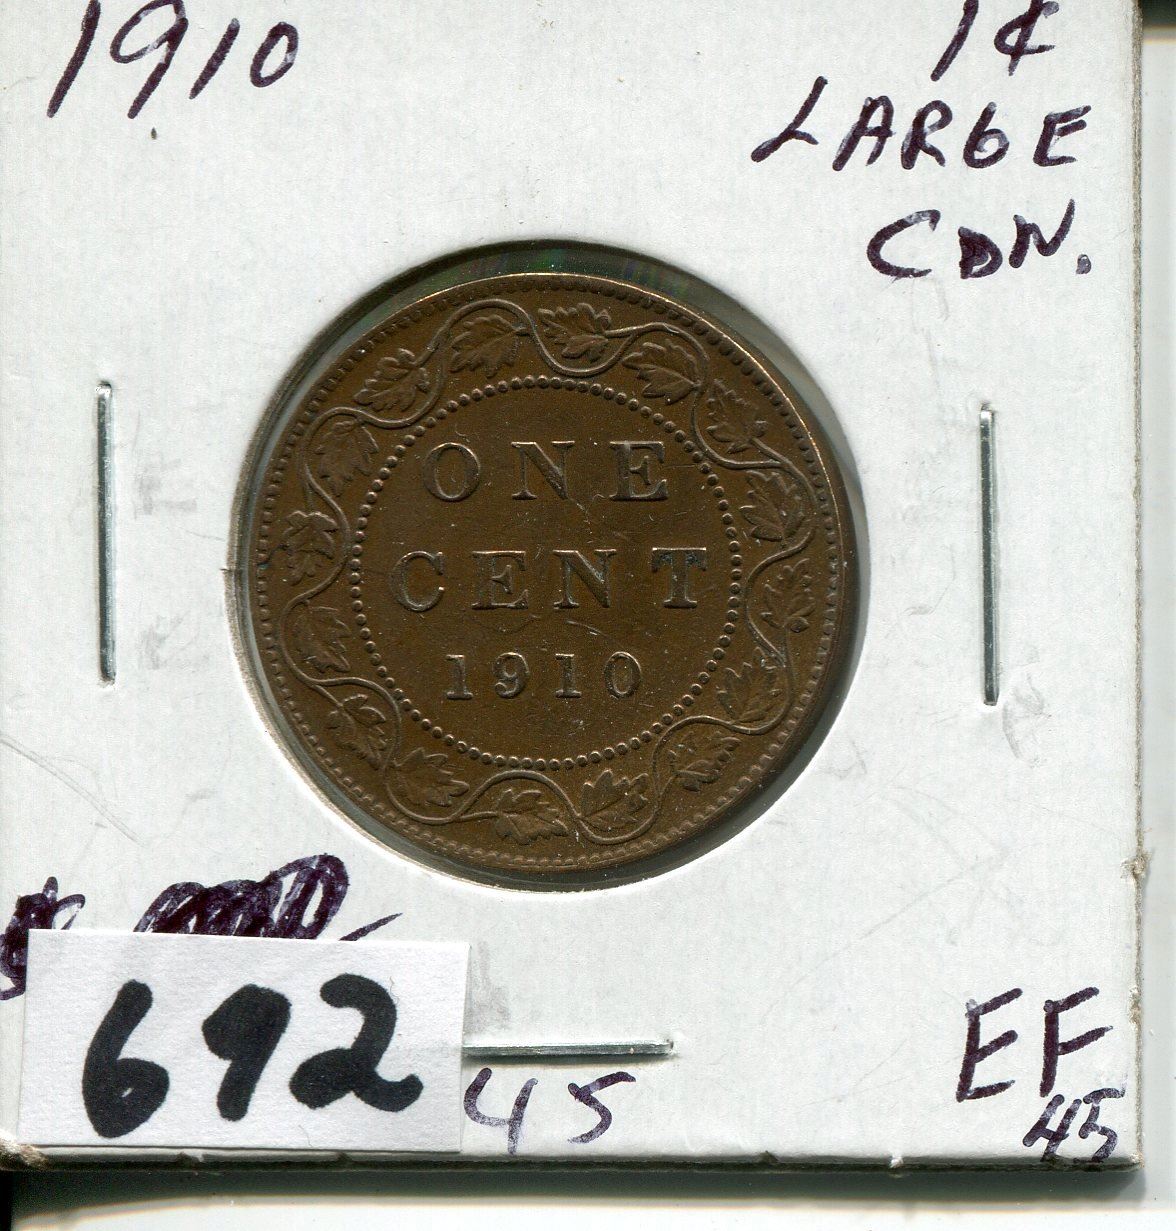 1910
1¢
LARGE
CDN.
ONE
CENT
1910
692
45
EF
45